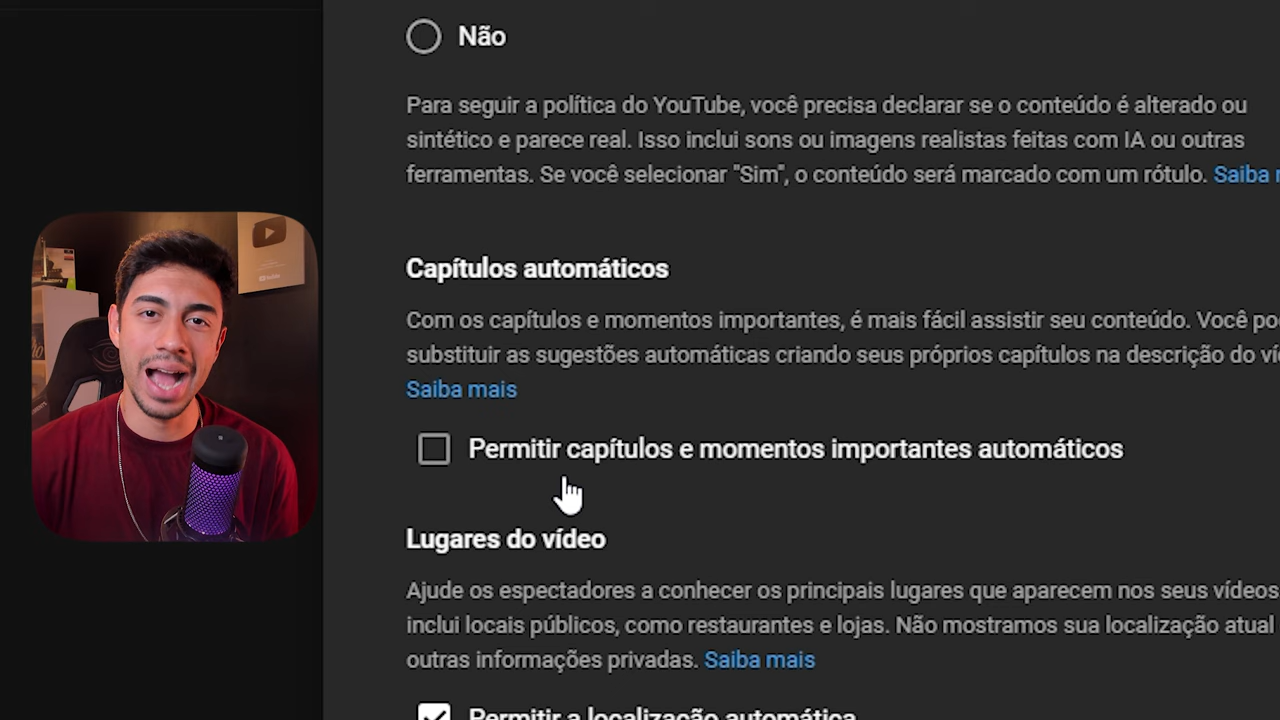 Não
Para seguir a política do YouTube, você precisa declarar se o conteúdo é alterado ou
sintético e parece real. Isso inclui sons ou imagens realistas feitas com IA ou outras
ferramentas. Se você selecionar "Sim", o conteúdo será marcado com um rótulo. Saiba
Capítulos automáticos
Com os capítulos e momentos importantes, é mais fácil assistir seu conteúdo. Você
substituir as sugestões automáticas criando seus próprios capítulos na descrição do
Saiba mais
Permitir capítulos e momentos importantes automáticos
Lugares do vídeo
Ajude os espectadores a conhecer os principais lugares que aparecem nos seus vídeos
inclui locais públicos, como restaurantes e lojas. Não mostramos sua localização atual
outras informações privadas. Saiba mais
Permitir a localização automática